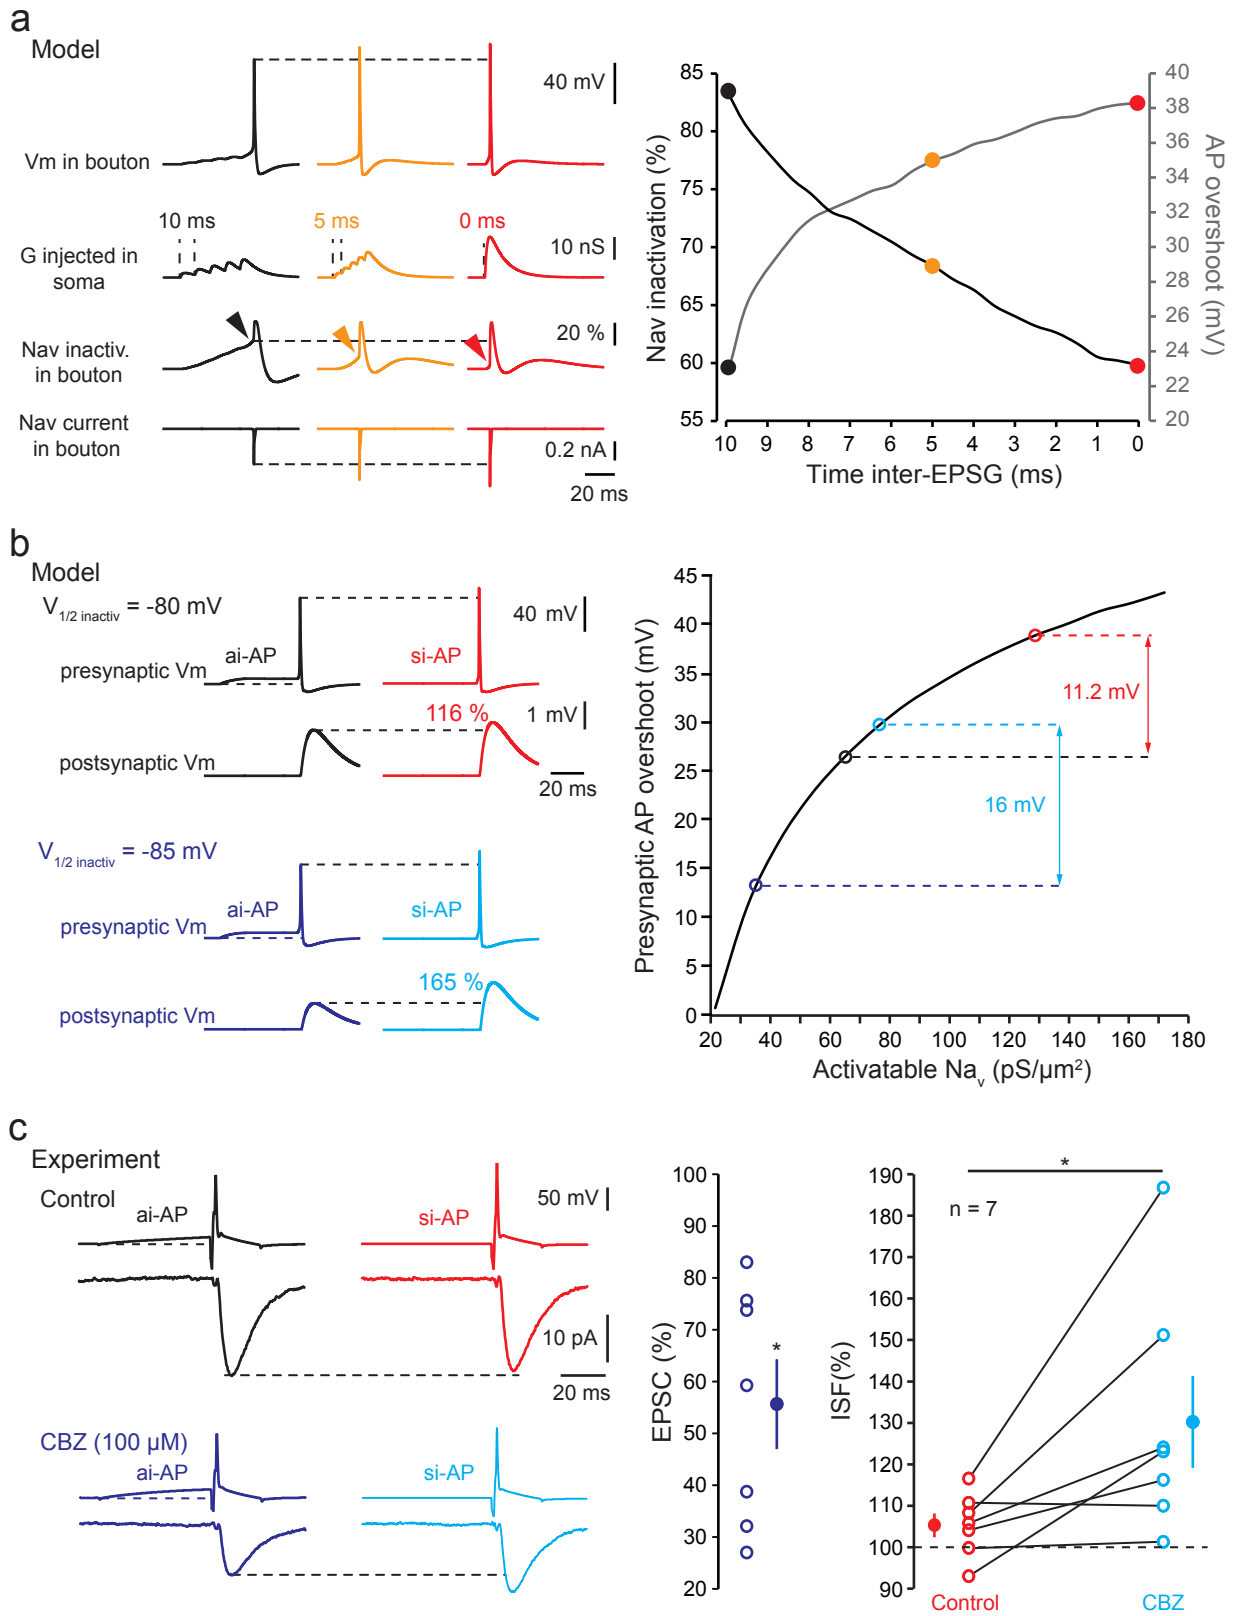 a
Model
40 mV
Vm in bouton
10 ms
5 ms
0 ms
G injected in
soma
10 nS
Nav inactiv.
in bouton
20 %
Nav current
in bouton
0.2 nA
20 ms
85
80
75
70
65
60
55
Nav inactivation (%)
40
38
36
34
32
30
28
26
24
22
20
AP overshoot (mV)
10 9 8 7 6 5 4 3 2 1 0
Time inter-EPSG (ms)
b
Model
V1/2 inactiv = -80 mV
40 mV
ai-AP
si-AP
presynaptic Vm
116 %
1 mV
postsynaptic Vm
20 ms
V1/2 inactiv = -85 mV
ai-AP
si-AP
presynaptic Vm
165 %
postsynaptic Vm
45
40
35
30
25
20
15
10
5
0
Presynaptic AP overshoot (mV)
11.2 mV
16 mV
20 40 60 80 100 120 140 160 180
Activatable Nav (pS/µm²)
c
Experiment
Control
50 mV
ai-AP
si-AP
10 pA
20 ms
CBZ (100 µM)
ai-AP
si-AP
100
90
80
70
60
50
40
30
20
EPSC (%)
*
190
180
170
160
150
140
130
120
110
100
90
ISF(%)
*
n = 7
Control
CBZ